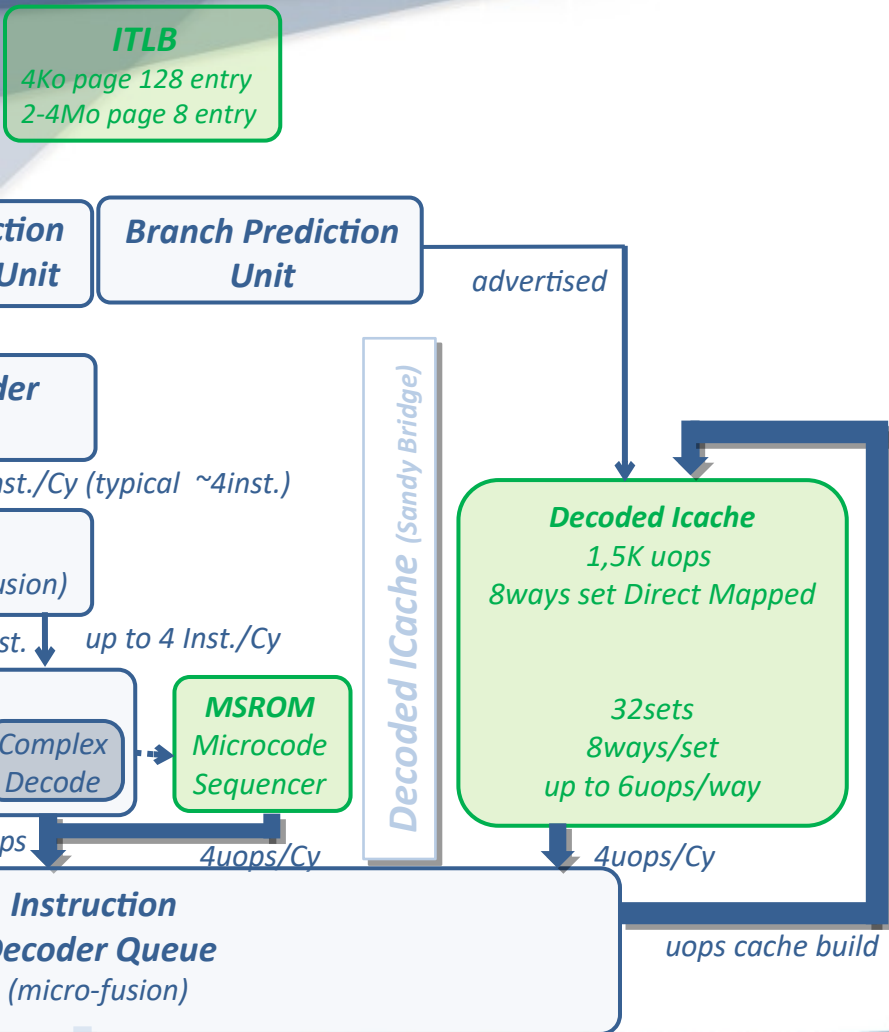 ITLB
4Ko page 128 entry
2-4Mo page 8 entry
ction
Unit
Branch Prediction
Unit
advertised
der
nst./Cy (typical ~4inst.)
usion)
st.
up to 4 Inst./Cy
Complex
Decode
MSROM
Microcode
Sequencer
ps
4uops/Cy
Decoded ICache (Sandy Bridge)
Decoded Icache
1,5K uops
8ways set Direct Mapped
32sets
8ways/set
up to 6uops/way
4uops/Cy
Instruction
Decoder Queue
(micro-fusion)
uops cache build